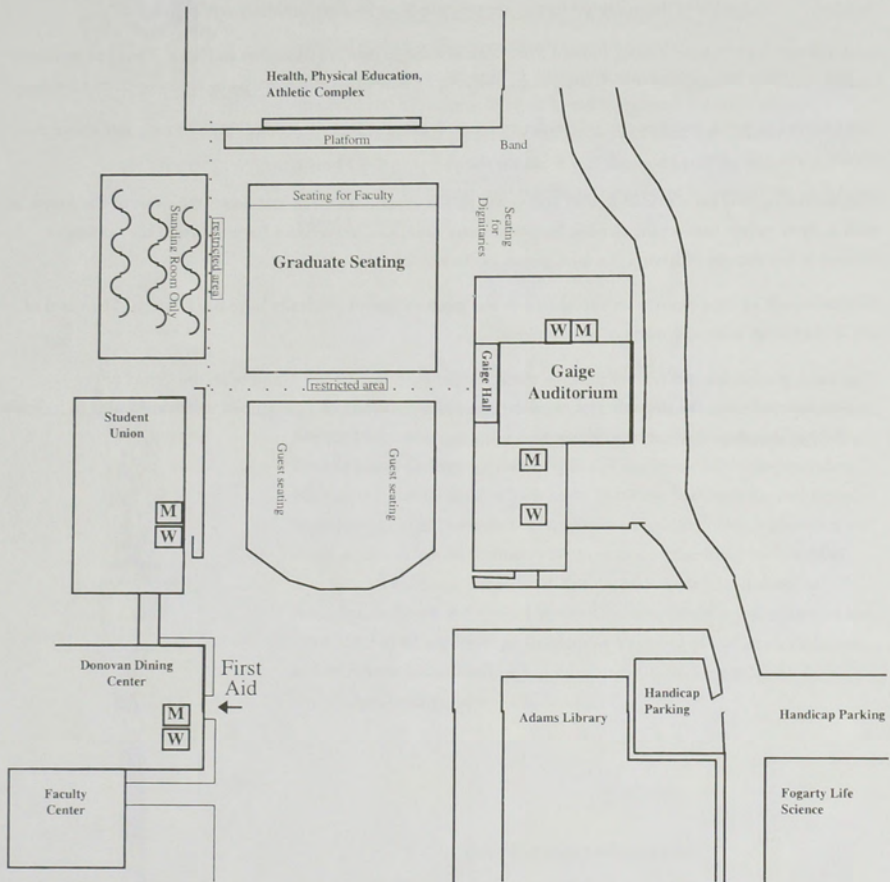 Health, Physical Education,
Athletic Complex
Platform
Band
Seating for Faculty
Seating
for
Dignitaries
Standing Room Only
restricted area
Graduate Seating
W M
Gaige Hall
Gaige
Auditorium
restricted area
Student
Union
Guest seating
Guest seating
M
W
M
W
Donovan Dining
Center
First
Aid
M
W
Handicap
Parking
Adams Library
Handicap Parking
Faculty
Center
Fogarty Life
Science